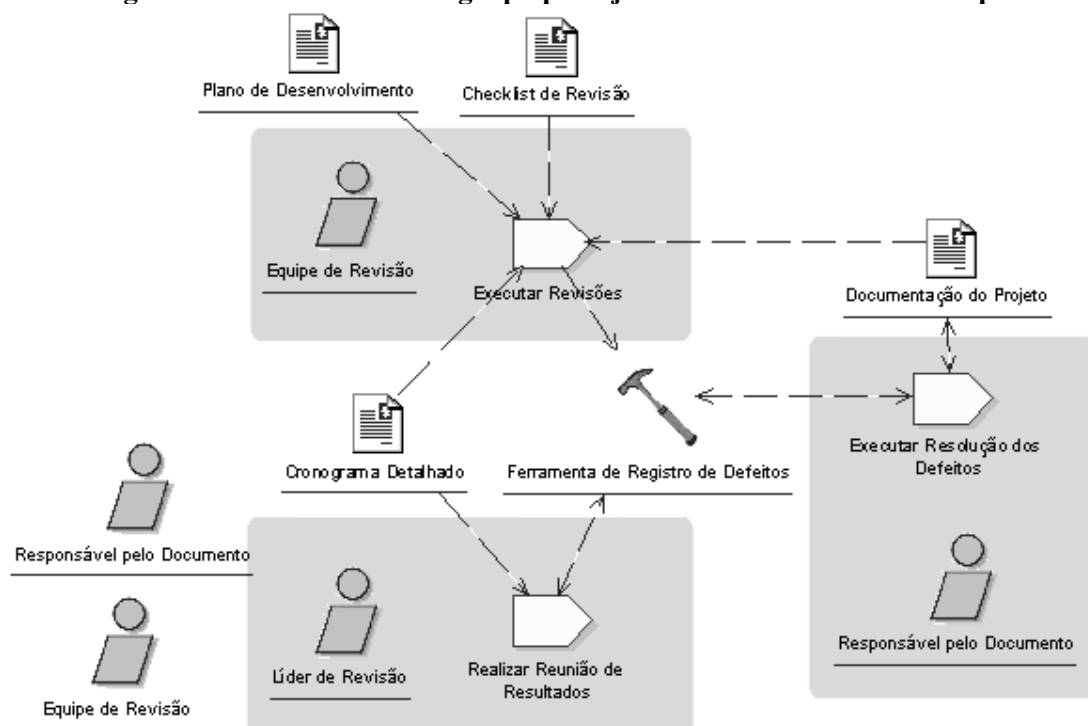 Plano de Desenvolvimento
Checklist de Revisão
Equipe de Revisão
Executar Revisões
Documentação do Projeto
Executar Resolução dos
Defeitos
Cronograma Detalhado
Ferramenta de Registro de Defeitos
Responsável pelo Documento
Líder de Revisão
Realizar Reunião de
Resultados
Responsável pelo Documento
Equipe de Revisão